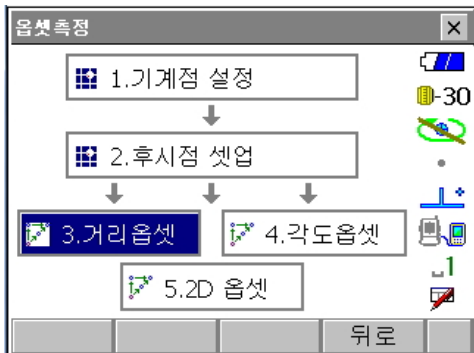 옵셋측정
1.기계점 설정
-30
2.후시점 셋업
3.거리옵셋 4.각도옵셋
1
5.2D 옵셋
뒤로